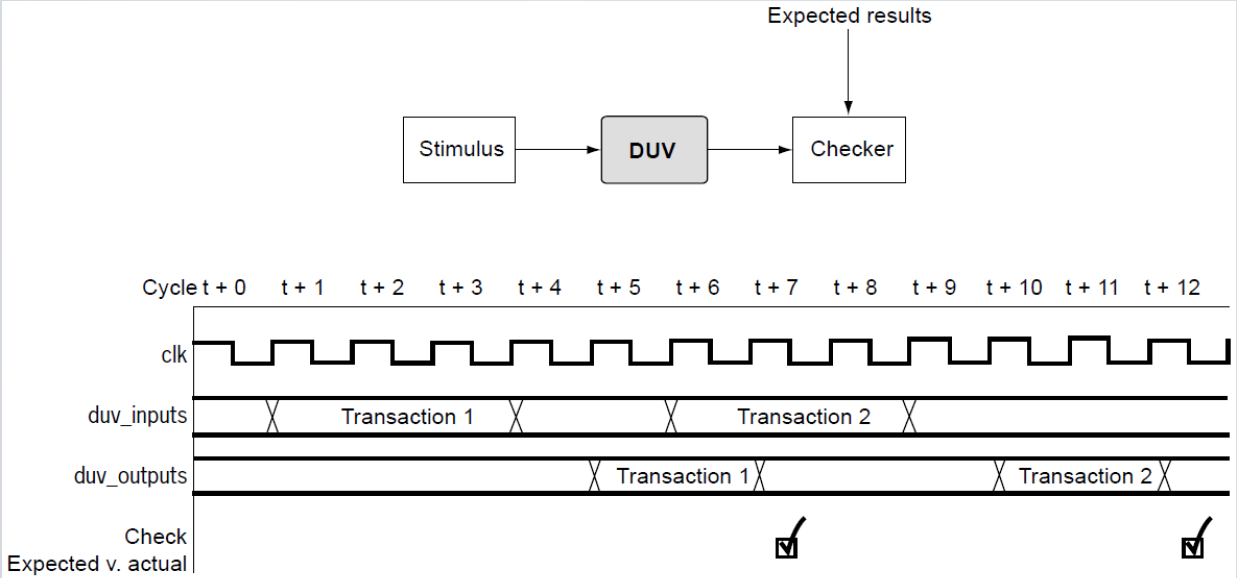 Expected results
Stimulus
DUV
Checker
Cycle t + 0 t + 1 t + 2 t + 3 t + 4 t + 5 t + 6 t + 7 t + 8 t + 9 t + 10 t + 11 t + 12
clk
duv_inputs Transaction 1 Transaction 2
duv_outputs Transaction 1 Transaction 2
Check
Expected v. actual